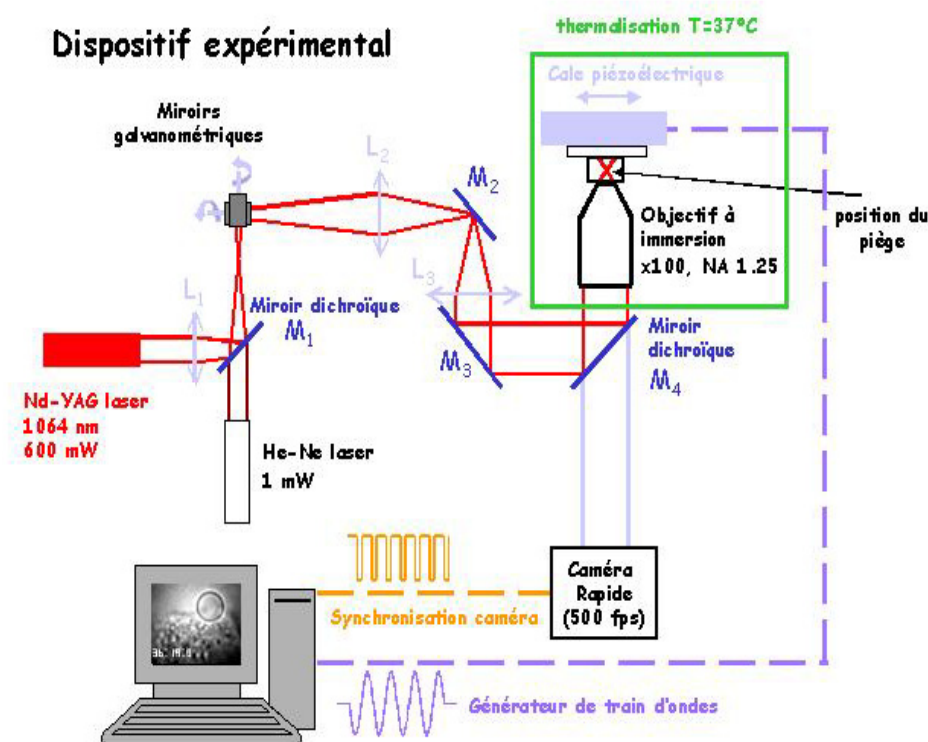 Dispositif expérimental
thermalisation T=37°C
Cale piézoélectrique
Miroirs
galvanométriques
L2
M2
Objectif à
immersion
x100, NA 1.25
position du
piège
L3
L1
Miroir dichroïque
M1
M3
Miroir
dichroïque
M4
Nd-YAG laser
1064 nm
600 mW
He-Ne laser
1 mW
Caméra
Rapide
(500 fps)
Synchronisation caméra
Générateur de train d'ondes